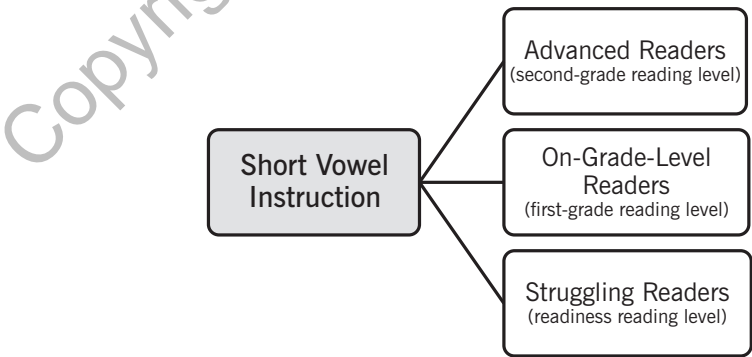 Copyrig
Advanced Readers
(second-grade reading level)
Short Vowel
Instruction
On-Grade-Level
Readers
(first-grade reading level)
Struggling Readers
(readiness reading level)